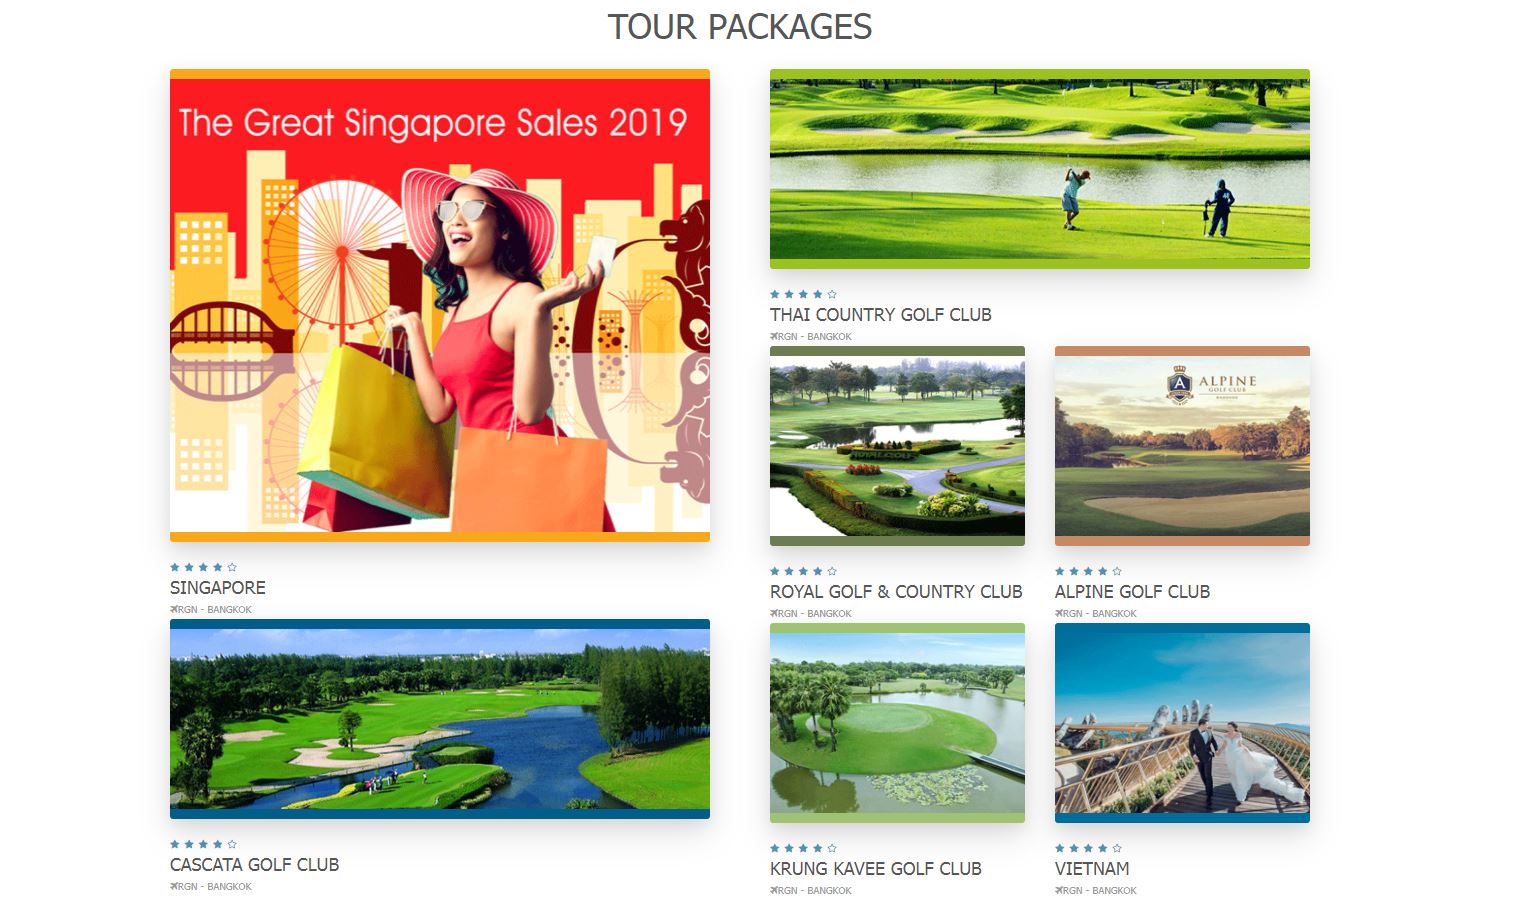 TOUR PACKAGES
The Great Singapore Sales 2019
SINGAPORE
RGN - BANGKOK
CASCATA GOLF CLUB
RGN - BANGKOK
THAI COUNTRY GOLF CLUB
RGN - BANGKOK
ROYAL GOLF
ROYAL GOLF & COUNTRY CLUB
RGN - BANGKOK
A ALPINE
GOLF CLUB
ALPINE GOLF CLUB
RGN - BANGKOK
KRUNG KAVEE GOLF CLUB
RGN - BANGKOK
VIETNAM
RGN - BANGKOK